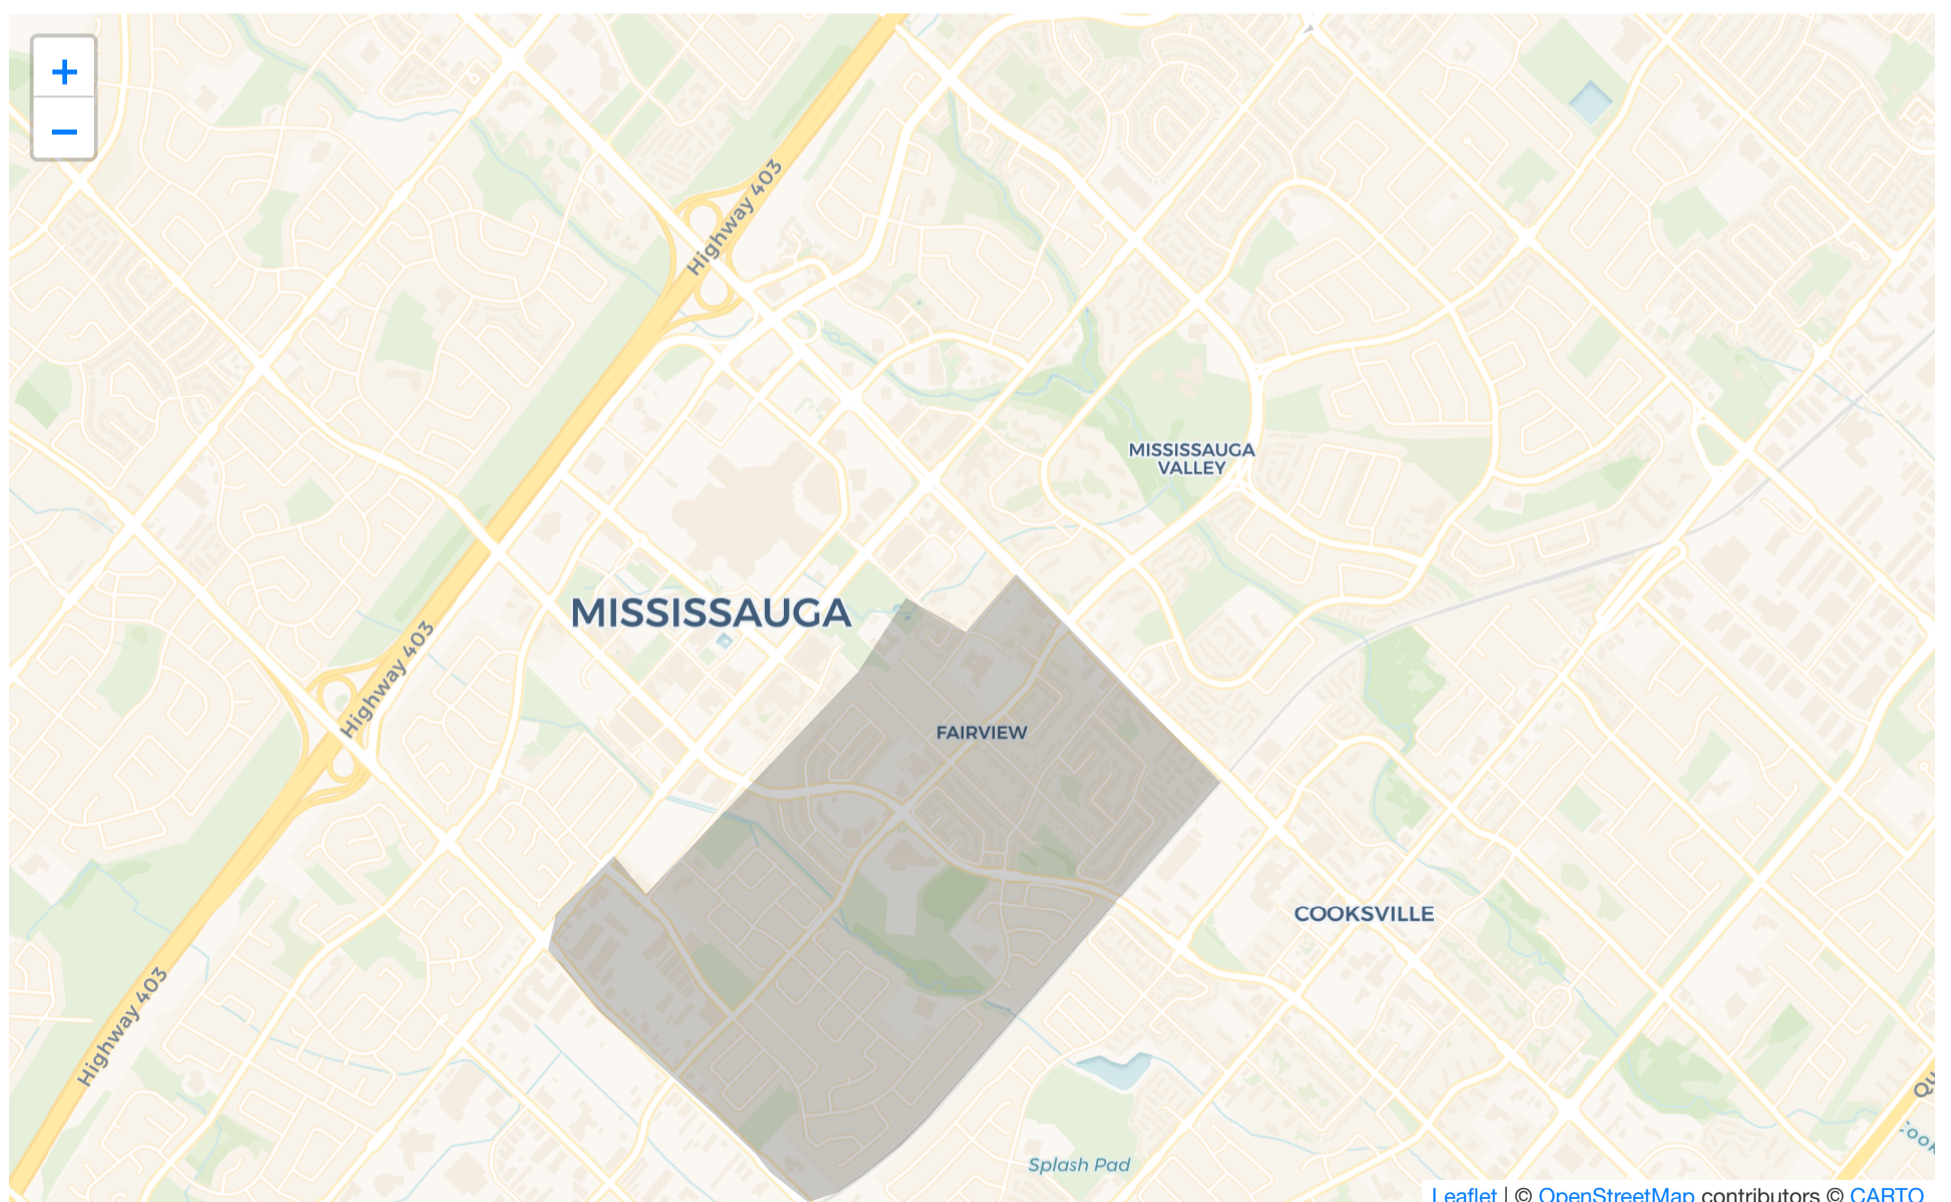 +
−
Highway 403
MISSISSAUGA
VALLEY
MISSISSAUGA
Highway 403
FAIRVIEW
COOKSVILLE
Highway 403
Splash Pad
Leaflet | © OpenStreetMap contributors © CARTO